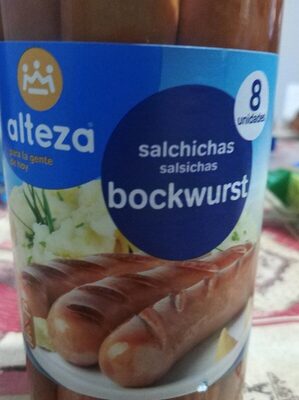 alteza
para la gente
de hoy
8
unidades
salchichas
salsichas
bockwurst